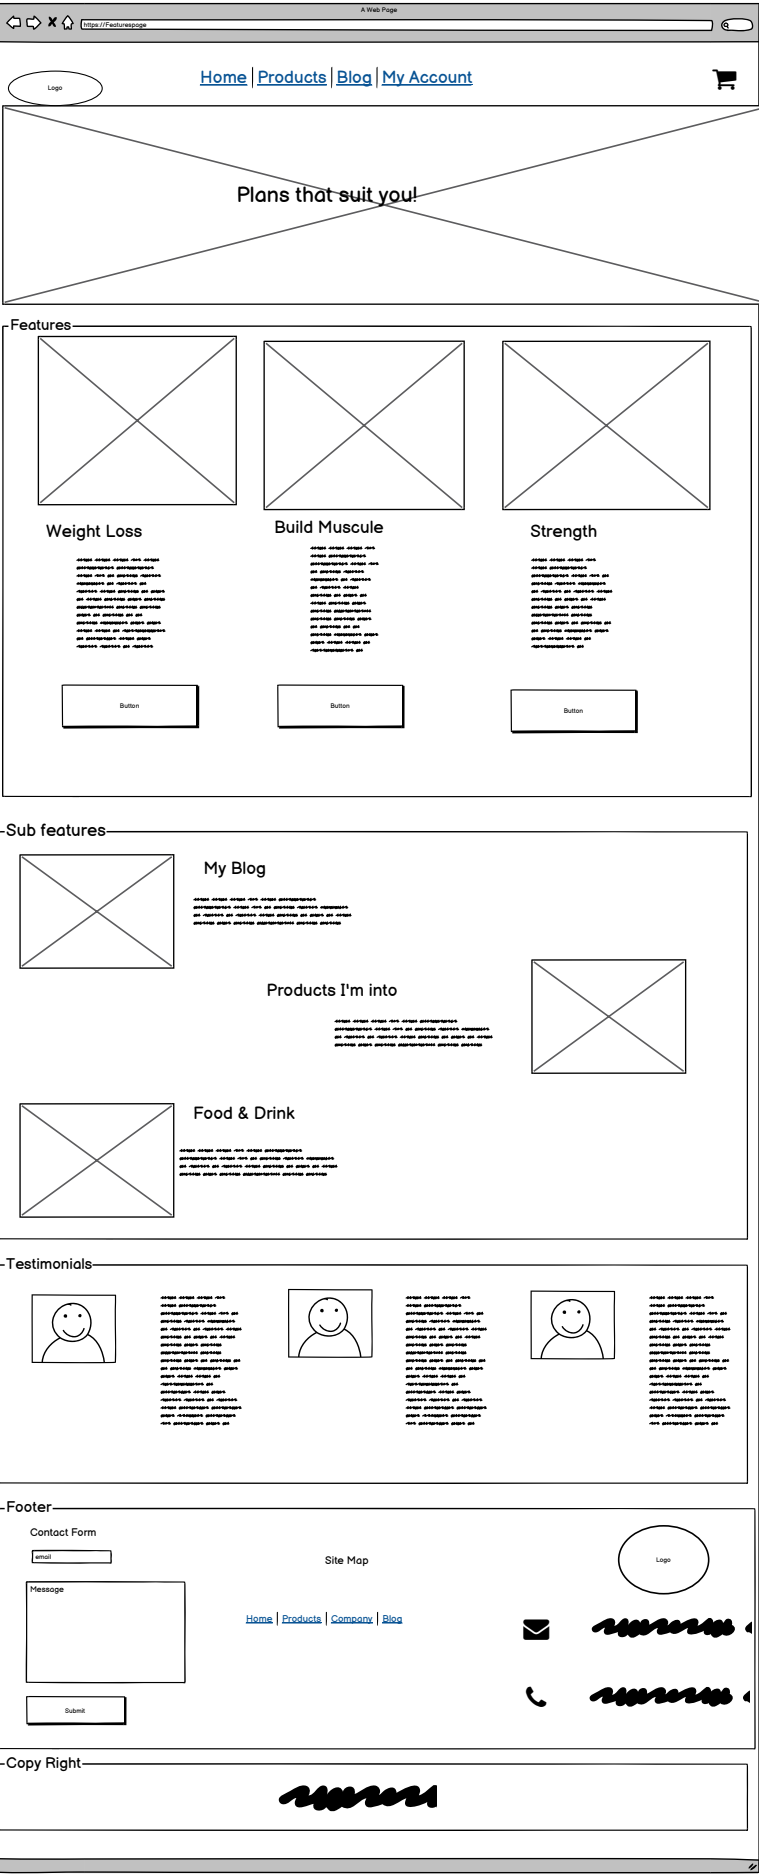 A Web Page
https://Featurespage
Logo
Home Products Blog My Account
Plans that suit you!
Features
Weight Loss
Build Muscule
Strength
Button
Button
Button
Sub features
My Blog
Products I'm into
Food & Drink
Testimonials
Footer
Contact Form
email
Message
Submit
Site Map
Home Products Company Blog
Logo
Copy Right